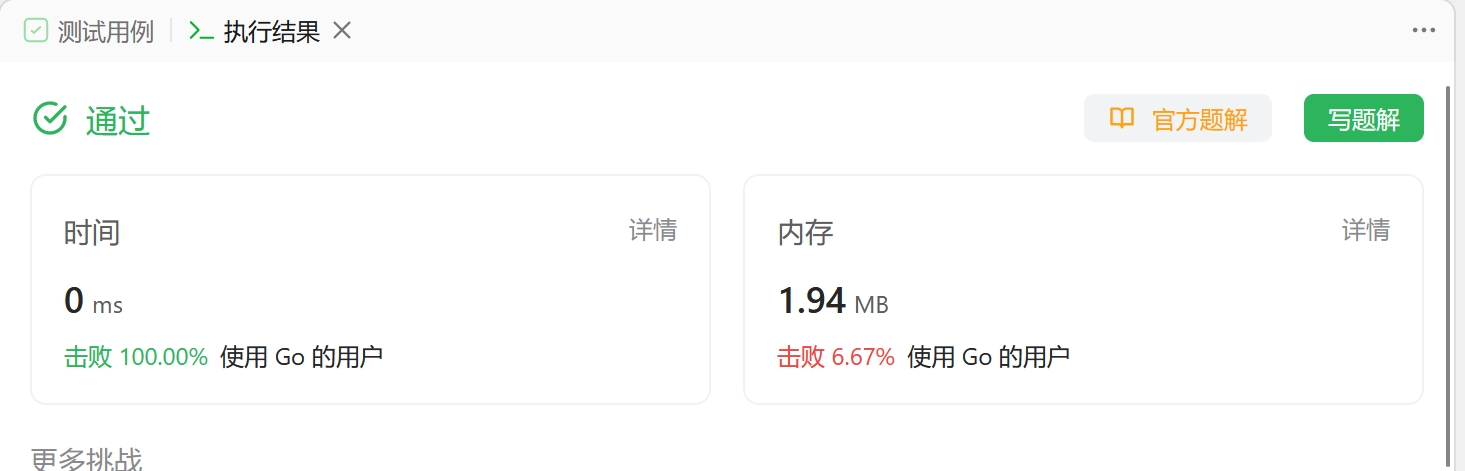 测试用例 执行结果
通过 官方题解 写题解
时间 详情 内存 详情
0 ms 1.94 MB
击败 100.00% 使用 Go 的用户 击败 6.67% 使用 Go 的用户
更多挑战